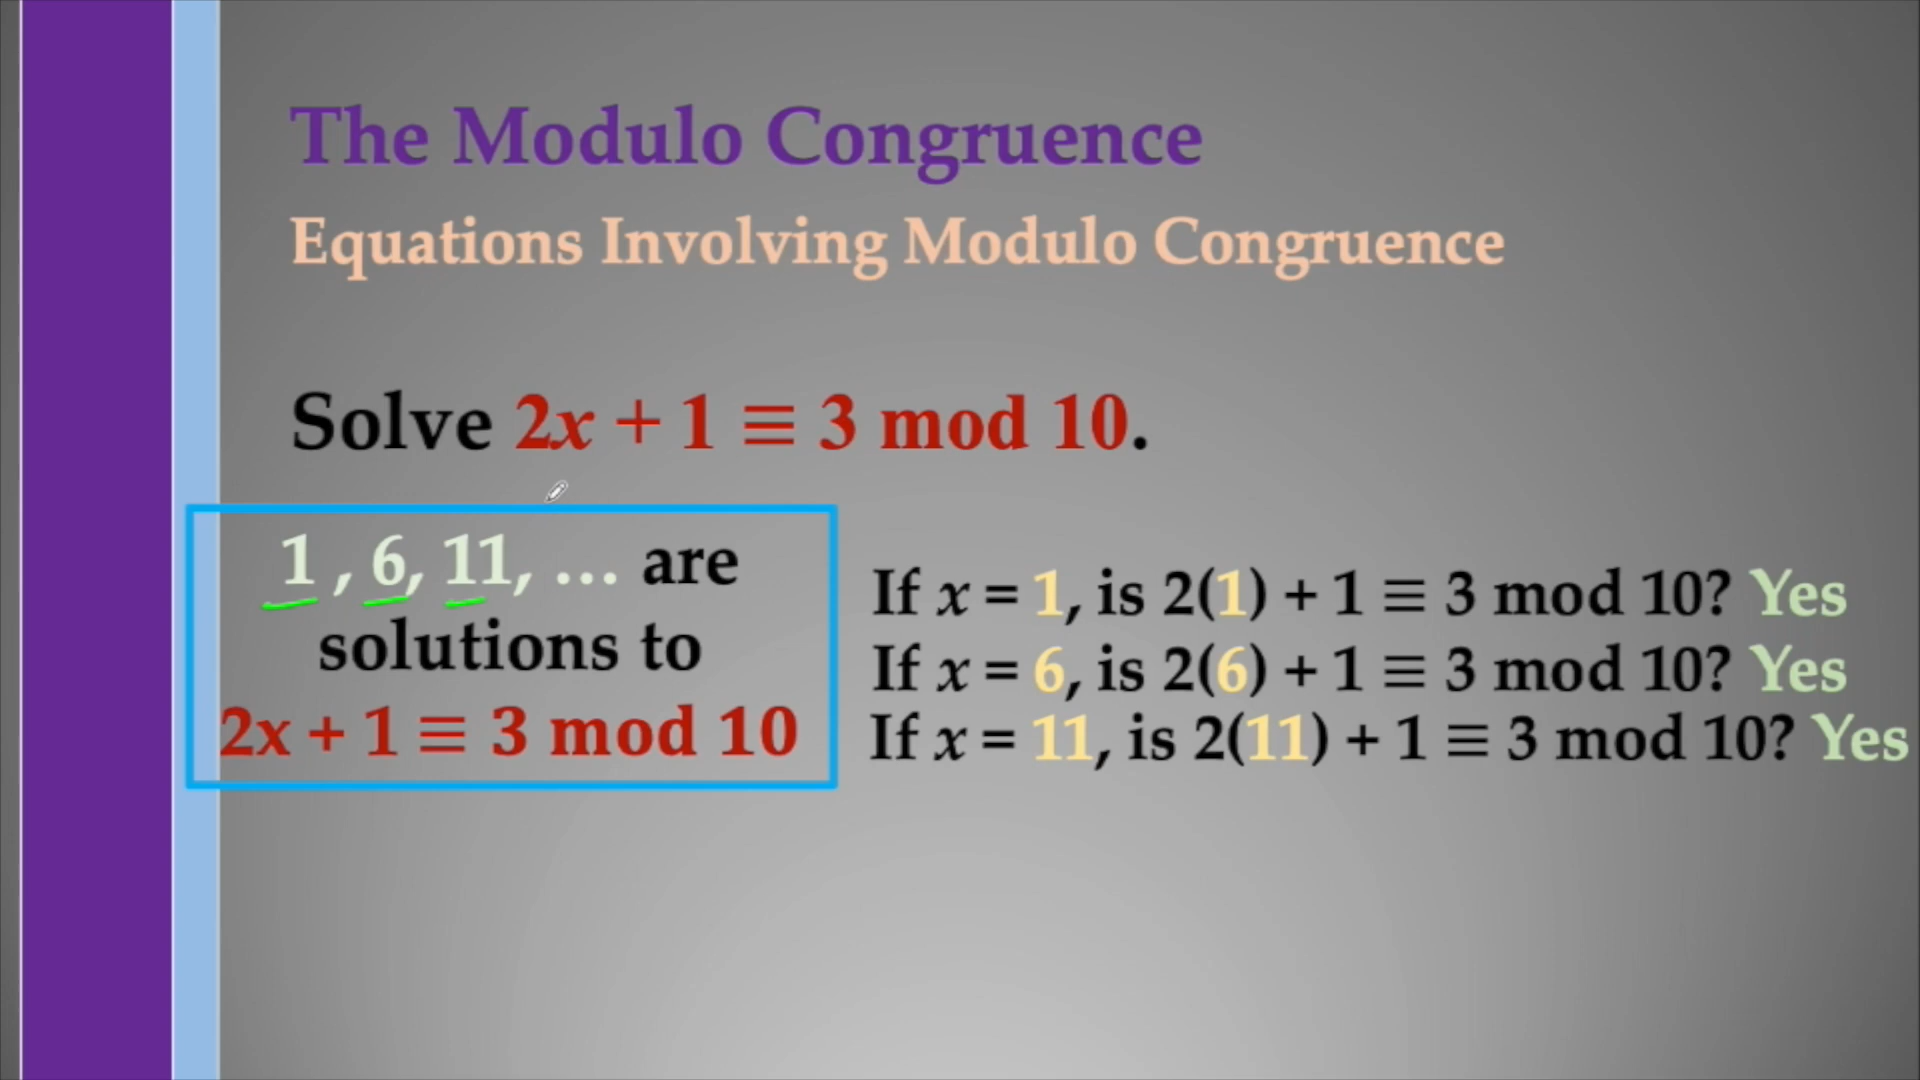 The Modulo Congruence
Equations Involving Modulo Congruence
Solve 2x + 1 ≡ 3 mod 10.
1 , 6, 11, … are
solutions to
2x + 1 ≡ 3 mod 10
If x = 1, is 2(1) + 1 ≡ 3 mod 10? Yes
If x = 6, is 2(6) + 1 ≡ 3 mod 10? Yes
If x = 11, is 2(11) + 1 ≡ 3 mod 10? Yes